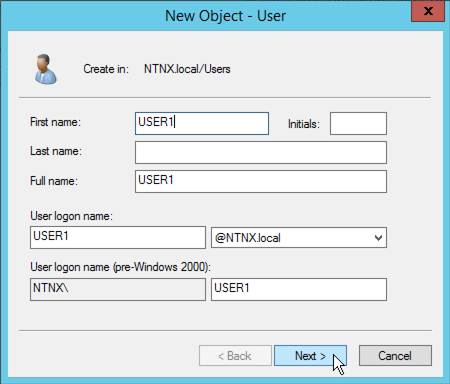 New Object - User
x
Create in: NTNX.local/Users
First name: USER1 Initials:
Last name:
Full name: USER1
User logon name:
USER1 @NTNX.local
User logon name (pre-Windows 2000):
NTNX\ USER1
< Back Next > Cancel